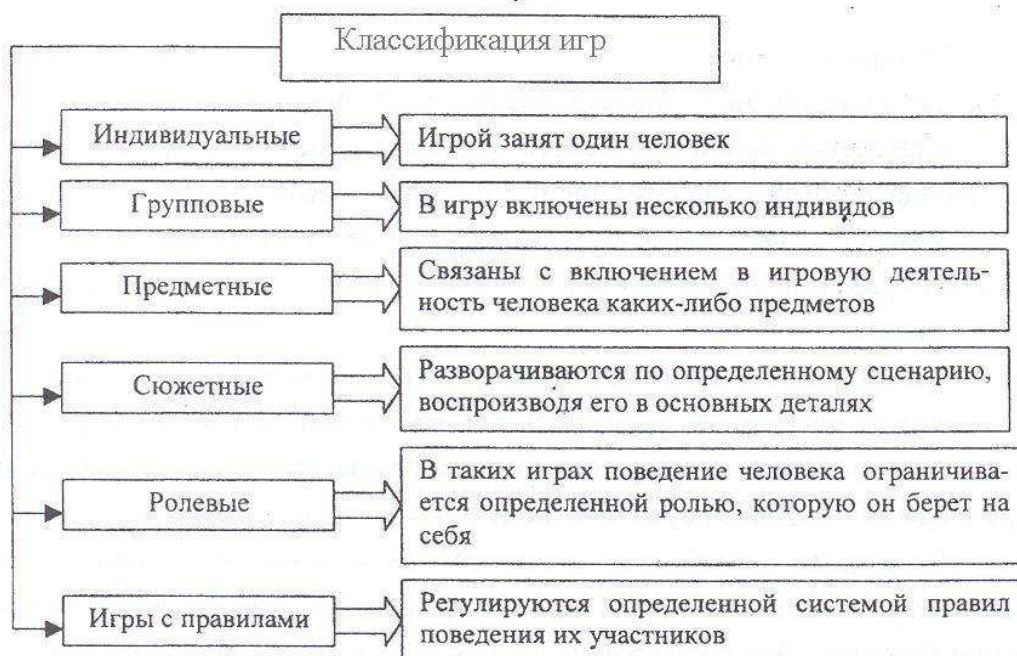 Классификация игр
Индивидуальные
Игрой занят один человек
Групповые
В игру включены несколько индивидов
Предметные
Связаны с включением в игровую деятель-
ность человека каких-либо предметов
Сюжетные
Разворачиваются по определенному сценарию,
воспроизводя его в основных деталях
Ролевые
В таких играх поведение человека ограничива-
ется определенной ролью, которую он берет на
себя
Игры с правилами
Регулируются определенной системой правил
поведения их участников